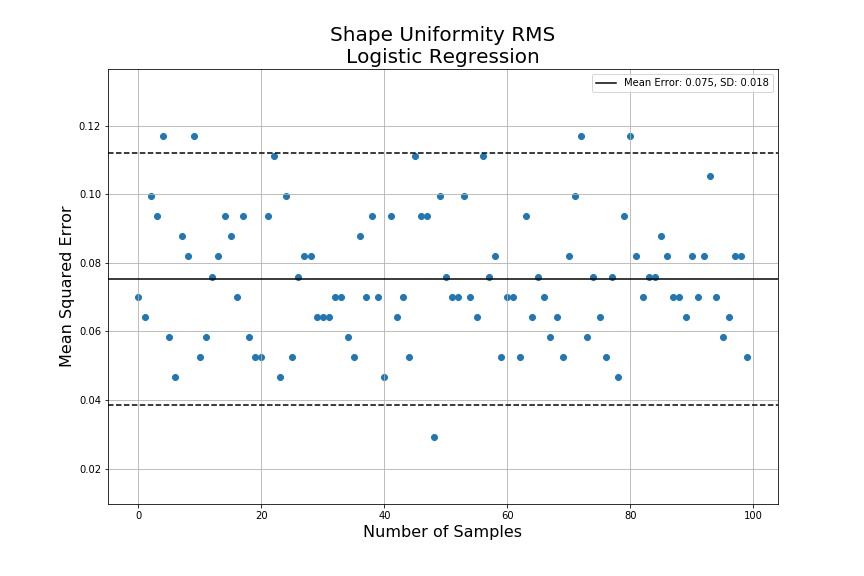 Shape Uniformity RMS
Logistic Regression
Mean Error: 0.075, SD: 0.018
Mean Squared Error
0.12
0.10
0.08
0.06
0.04
0.02
0
20
40
60
80
100
Number of Samples